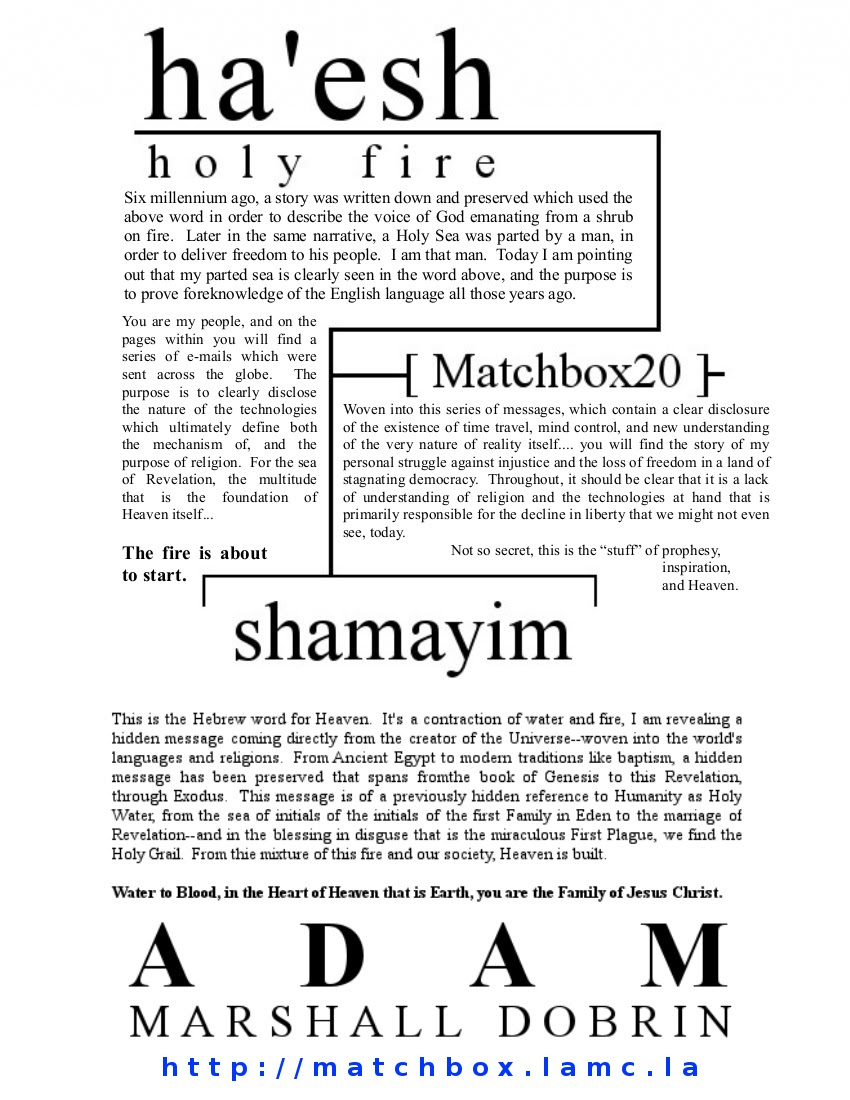 ha'esh
holy fire
Six millennium ago, a story was written down and preserved which used the
above word in order to describe the voice of God emanating from a shrub
on fire.  Later in the same narrative, a Holy Sea was parted by a man, in
order to deliver freedom to his people.  I am that man.  Today I am pointing
out that my parted sea is clearly seen in the word above, and the purpose is
to prove foreknowledge of the English language all those years ago.
You are my people, and on the
pages within you will find a
series of e-mails which were
sent across the globe.  The
purpose is to clearly disclose
the nature of the technologies
which ultimately define both
the mechanism of, and the
purpose of religion.  For the sea
of Revelation, the multitude
that is the foundation of
Heaven itself...
The fire is about
to start.
[ Matchbox20 ]-
Woven into this series of messages, which contain a clear disclosure
of the existence of time travel, mind control, and new understanding
of the very nature of reality itself.... you will find the story of my
personal struggle against injustice and the loss of freedom in a land of
stagnating democracy.  Throughout, it should be clear that it is a lack
of understanding of religion and the technologies at hand that is
primarily responsible for the decline in liberty that we might not even
see, today.
Not so secret, this is the “stuff” of prophesy,
inspiration,
and Heaven.
shamayim
This is the Hebrew word for Heaven.  It's a contraction of water and fire, I am revealing a
hidden message coming directly from the creator of the Universe--woven into the world's
languages and religions.  From Ancient Egypt to modern traditions like baptism, a hidden
message has been preserved that spans fromthe book of Genesis to this Revelation,
through Exodus.  This message is of a previously hidden reference to Humanity as Holy
Water, from the sea of initials of the initials of the first Family in Eden to the marriage of
Revelation--and in the blessing in disguse that is the miraculous First Plague, we find the
Holy Grail.  From thie mixture of this fire and our society, Heaven is built.
Water to Blood, in the Heart of Heaven that is Earth, you are the Family of Jesus Christ.
ADAM
MARSHALL DOBRIN
http://matchbox.lamc.la